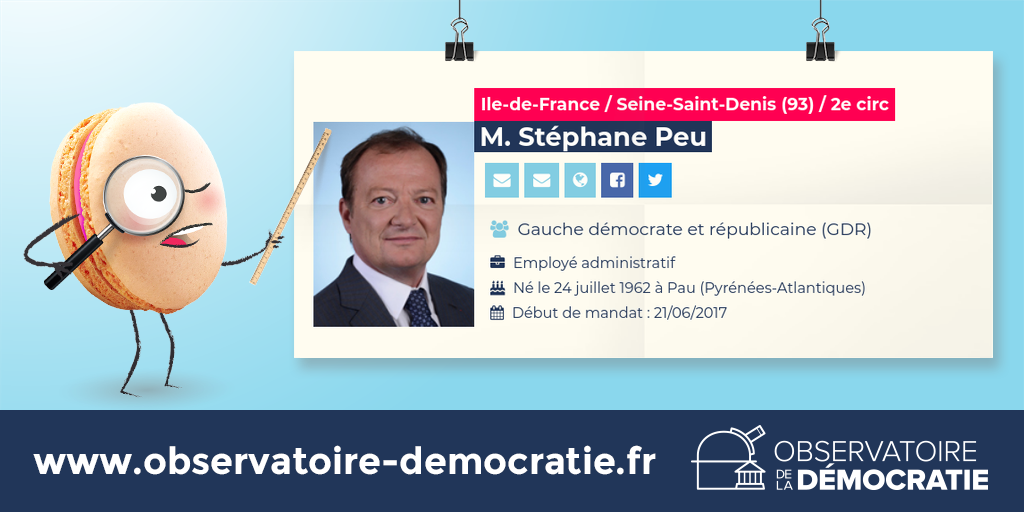 Ile-de-France / Seine-Saint-Denis (93) / 2e circ
M. Stéphane Peu
Gauche démocrate et républicaine (GDR)
Employé administratif
Né le 24 juillet 1962 à Pau (Pyrénées-Atlantiques)
Début de mandat : 21/06/2017
www.observatoire-democratie.fr
OBSERVATOIRE
DE LA DÉMOCRATIE